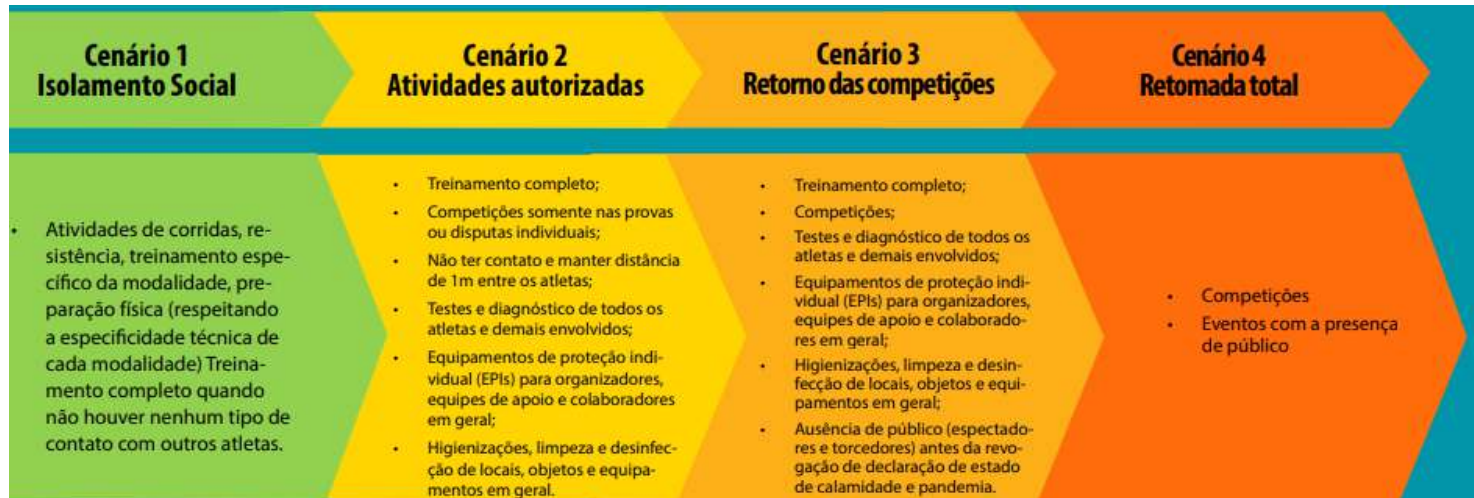 Cenário 1
Isolamento Social
Cenário 2
Atividades autorizadas
Cenário 3
Retorno das competições
Cenário 4
Retomada total
• Atividades de corridas, re-
sistência, treinamento espe-
cífico da modalidade, pre-
paração física (respeitando
a especificidade técnica de
cada modalidade) Treina-
mento completo quando
não houver nenhum tipo de
contato com outros atletas.
• Treinamento completo;
• Competições somente nas provas
ou disputas individuais;
• Não ter contato e manter distância
de 1m entre os atletas;
• Testes e diagnóstico de todos os
atletas e demais envolvidos;
• Equipamentos de proteção indi-
vidual (EPIs) para organizadores,
equipes de apoio e colaboradores
em geral;
• Higienizações, limpeza e desinfec-
ção de locais, objetos e equipa-
mentos em geral.
• Treinamento completo;
• Competições;
• Testes e diagnóstico de todos os
atletas e demais envolvidos;
• Equipamentos de proteção indi-
vidual (EPIs) para organizadores,
equipes de apoio e colaborado-
res em geral;
• Higienizações, limpeza e desin-
fecção de locais, objetos e equi-
pamentos em geral;
• Ausência de público (espectado-
res e torcedores) antes da revo-
gação de declaração de estado
de calamidade e pandemia.
• Competições
• Eventos com a presença
de público